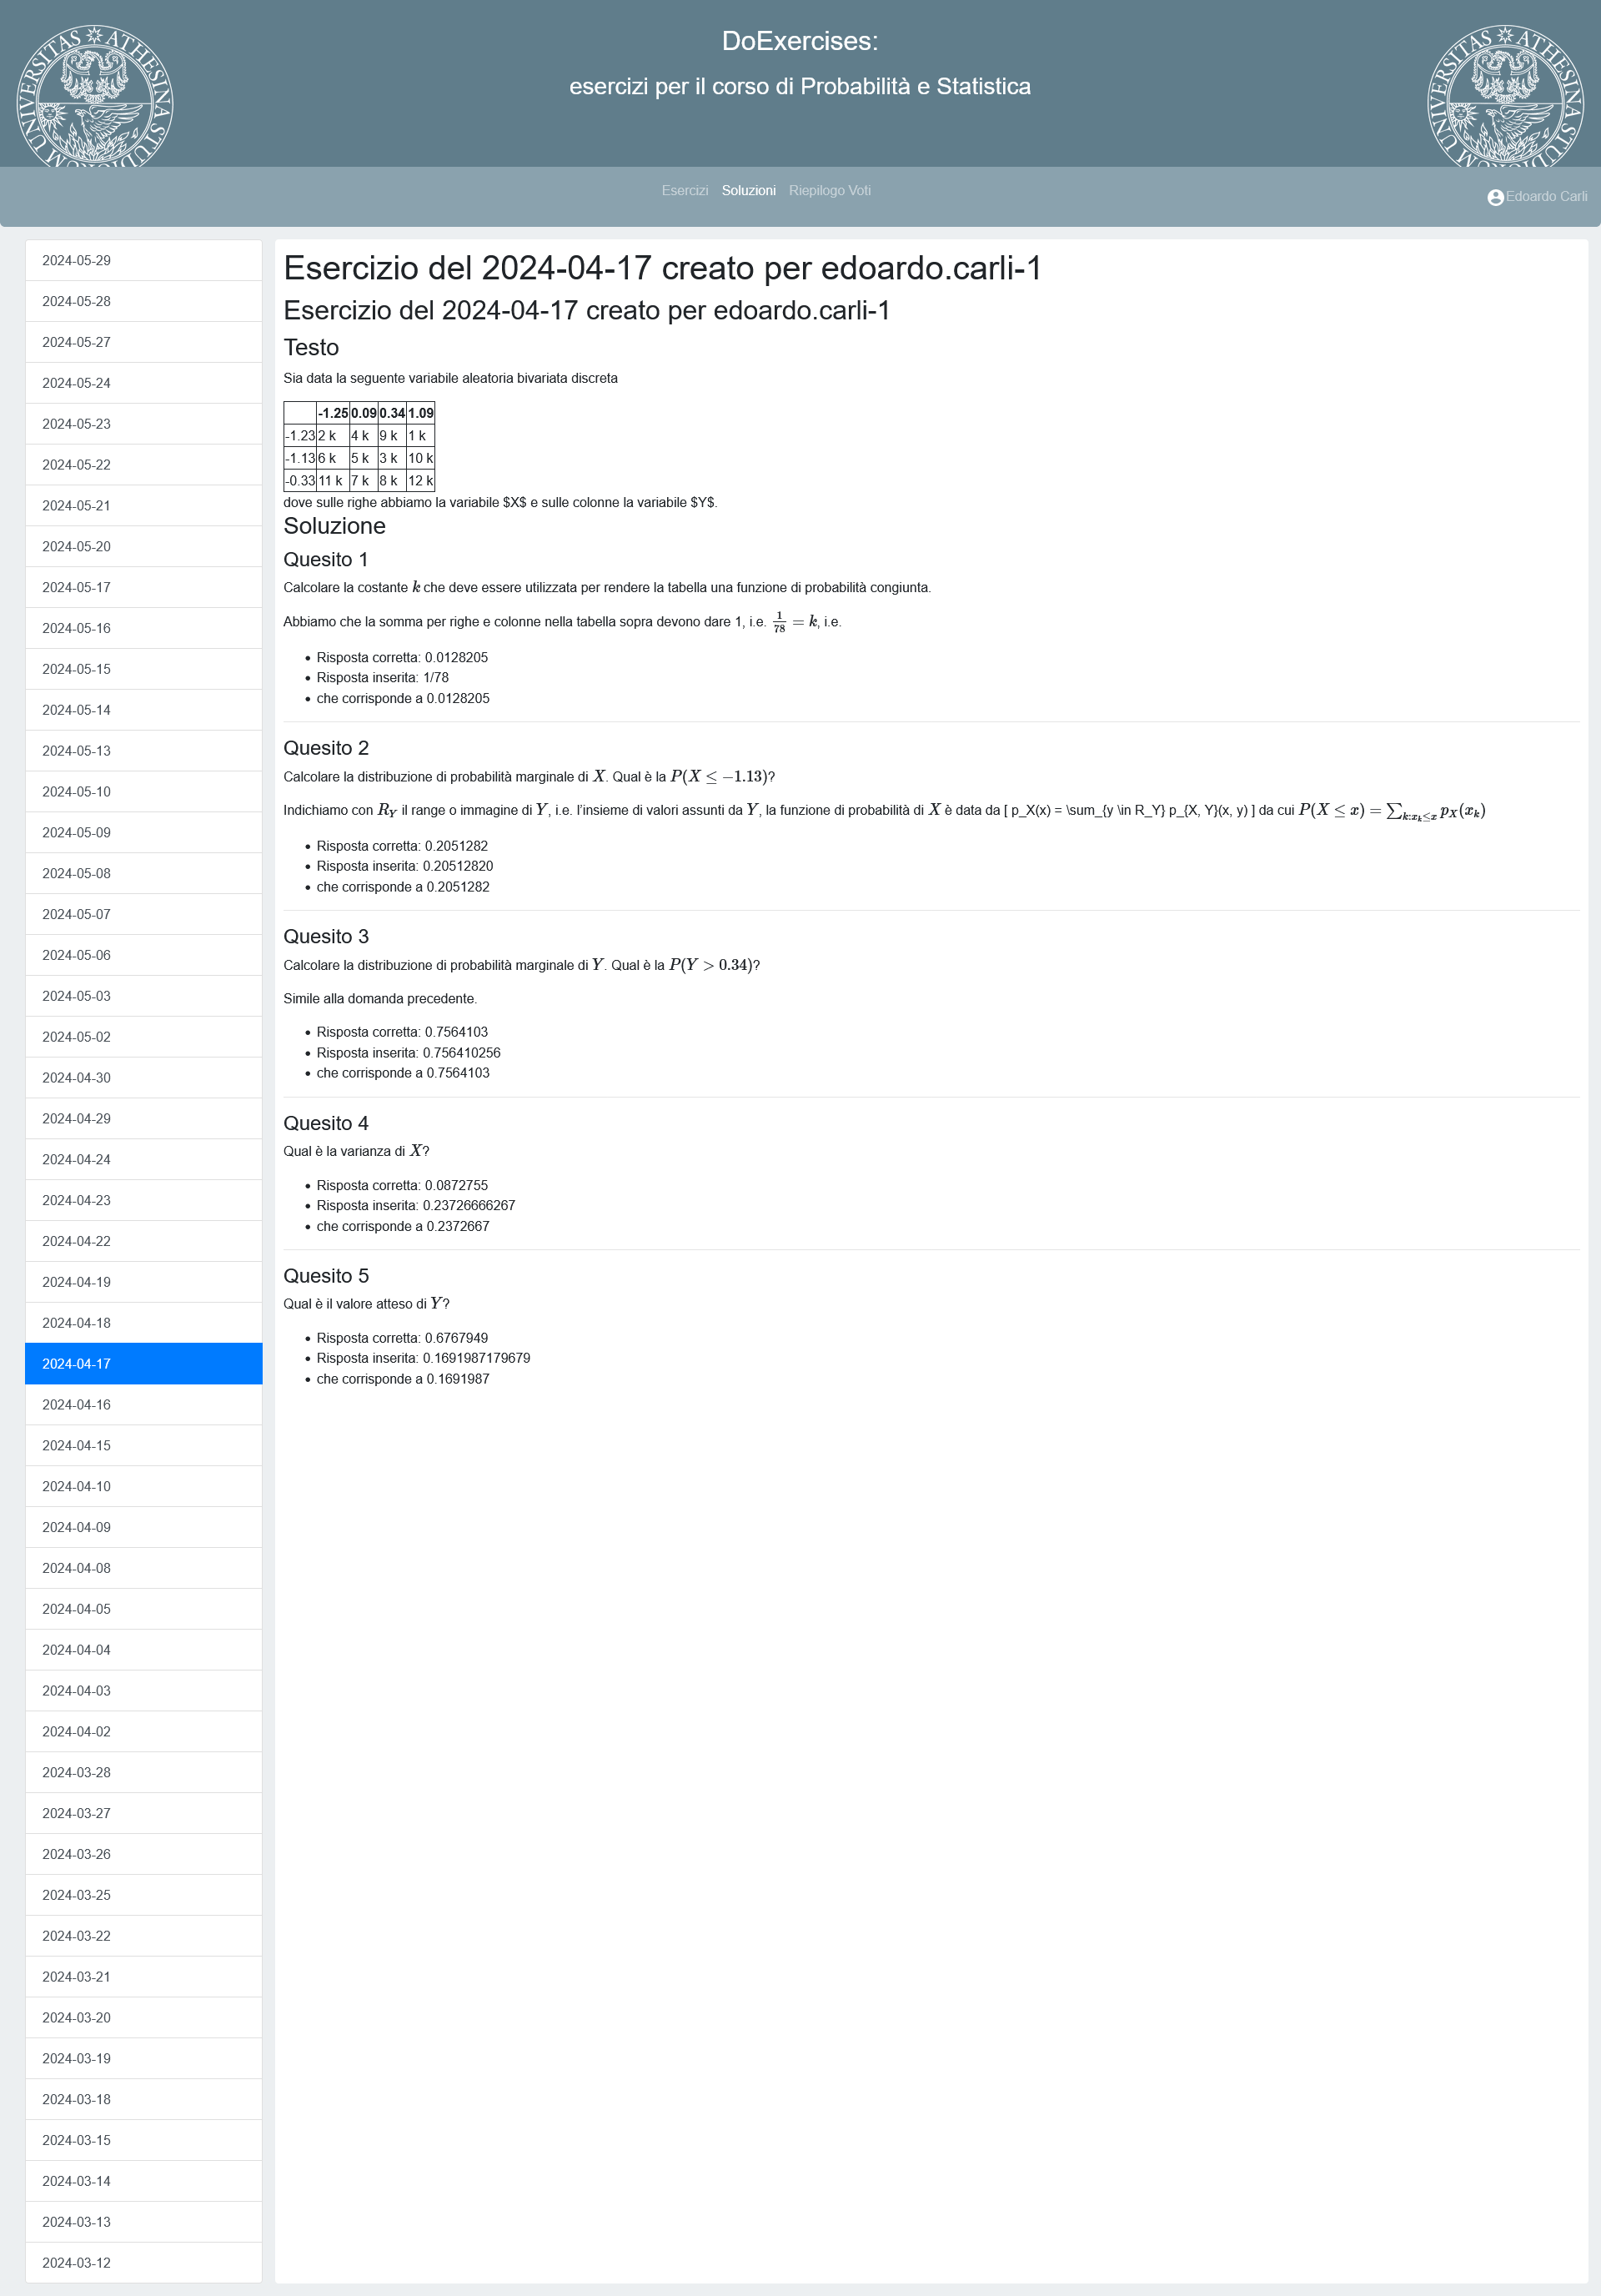 DoExercises:
esercizi per il corso di Probabilità e Statistica
UNIVERSITAS ATHESINA STUDIORUM
UNIVERSITAS ATHESINA STUDIORUM
Esercizi Soluzioni Riepilogo Voti
Edoardo Carli
2024-05-29
2024-05-28
2024-05-27
2024-05-24
2024-05-23
2024-05-22
2024-05-21
2024-05-20
2024-05-17
2024-05-16
2024-05-15
2024-05-14
2024-05-13
2024-05-10
2024-05-09
2024-05-08
2024-05-07
2024-05-06
2024-05-03
2024-05-02
2024-04-30
2024-04-29
2024-04-24
2024-04-23
2024-04-22
2024-04-19
2024-04-18
2024-04-17
2024-04-16
2024-04-15
2024-04-10
2024-04-09
2024-04-08
2024-04-05
2024-04-04
2024-04-03
2024-04-02
2024-03-28
2024-03-27
2024-03-26
2024-03-25
2024-03-22
2024-03-21
2024-03-20
2024-03-19
2024-03-18
2024-03-15
2024-03-14
2024-03-13
2024-03-12
Esercizio del 2024-04-17 creato per edoardo.carli-1
Esercizio del 2024-04-17 creato per edoardo.carli-1
Testo
Sia data la seguente variabile aleatoria bivariata discreta
-1.25 0.09 0.34 1.09
-1.23 2 k 4 k 9 k 1 k
-1.13 6 k 5 k 3 k 10 k
-0.33 11 k 7 k 8 k 12 k
dove sulle righe abbiamo la variabile $X$ e sulle colonne la variabile $Y$.
Soluzione
Quesito 1
Calcolare la costante k che deve essere utilizzata per rendere la tabella una funzione di probabilità congiunta.
Abbiamo che la somma per righe e colonne nella tabella sopra devono dare 1, i.e. 1/78 = k, i.e.
• Risposta corretta: 0.0128205
• Risposta inserita: 1/78
• che corrisponde a 0.0128205
Quesito 2
Calcolare la distribuzione di probabilità marginale di X. Qual è la P(X ≤ −1.13)?
Indichiamo con R_Y il range o immagine di Y, i.e. l’insieme di valori assunti da Y, la funzione di probabilità di X è data da [ p_X(x) = \sum_{y \in R_Y} p_{X, Y}(x, y) ] da cui P(X ≤ x) = ∑_{k:x_k≤x} p_X(x_k)
• Risposta corretta: 0.2051282
• Risposta inserita: 0.20512820
• che corrisponde a 0.2051282
Quesito 3
Calcolare la distribuzione di probabilità marginale di Y. Qual è la P(Y > 0.34)?
Simile alla domanda precedente.
• Risposta corretta: 0.7564103
• Risposta inserita: 0.756410256
• che corrisponde a 0.7564103
Quesito 4
Qual è la varianza di X?
• Risposta corretta: 0.0872755
• Risposta inserita: 0.23726666267
• che corrisponde a 0.2372667
Quesito 5
Qual è il valore atteso di Y?
• Risposta corretta: 0.6767949
• Risposta inserita: 0.1691987179679
• che corrisponde a 0.1691987